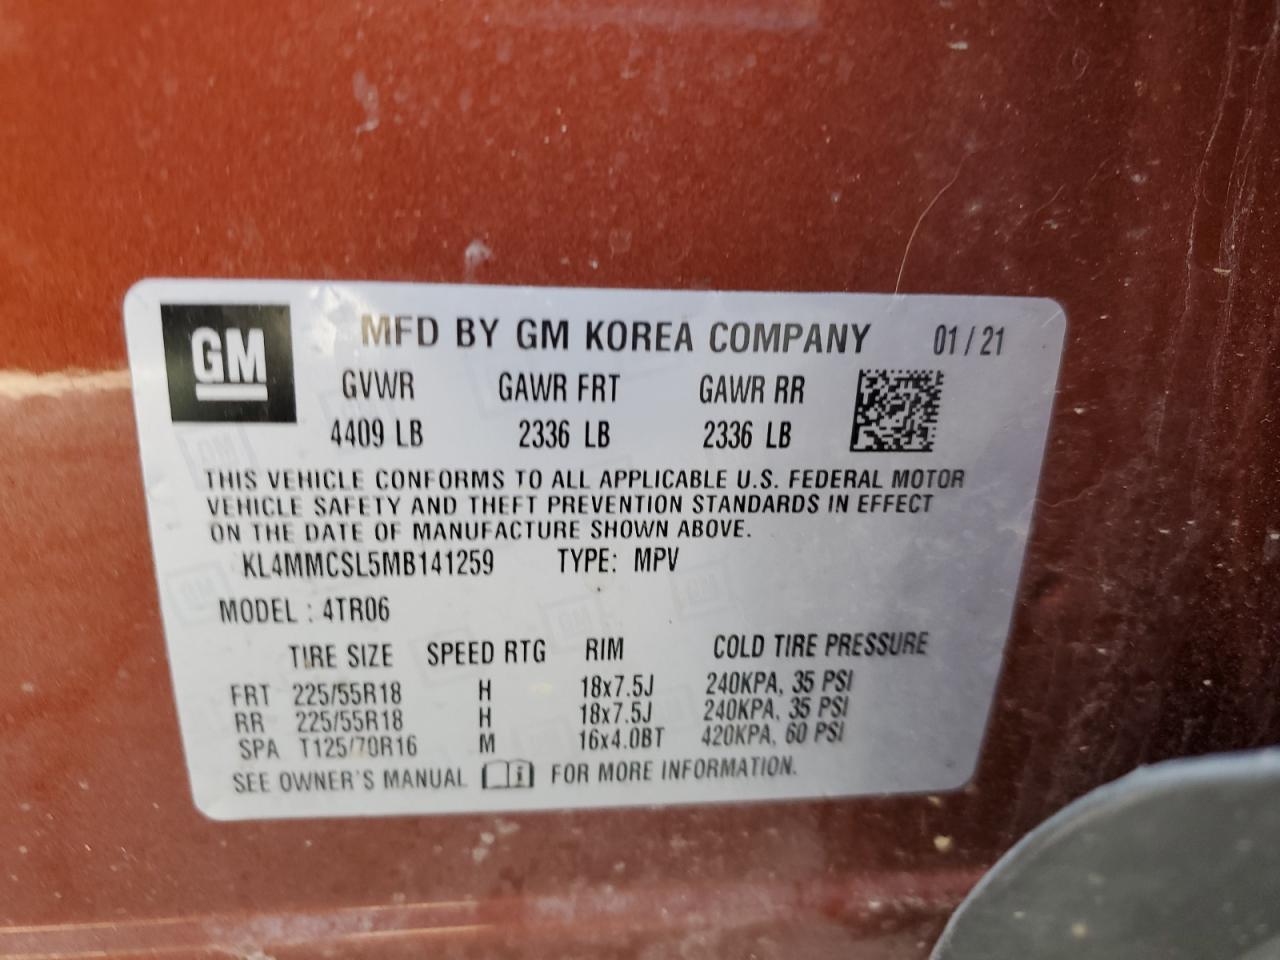 GM MFD BY GM KOREA COMPANY 01/21
GVWR GAWR FRT GAWR RR
4409 LB 2336 LB 2336 LB
THIS VEHICLE CONFORMS TO ALL APPLICABLE U.S. FEDERAL MOTOR
VEHICLE SAFETY AND THEFT PREVENTION STANDARDS IN EFFECT
ON THE DATE OF MANUFACTURE SHOWN ABOVE.
KL4MMCSL5MB141259 TYPE: MPV
MODEL : 4TR06
TIRE SIZE SPEED RTG RIM COLD TIRE PRESSURE
FRT 225/55R18 H 18x7.5J 240KPA, 35 PSI
RR 225/55R18 H 18x7.5J 240KPA, 35 PSI
SPA T125/70R16 M 16x4.0BT 420KPA, 60 PSI
SEE OWNER'S MANUAL i FOR MORE INFORMATION.